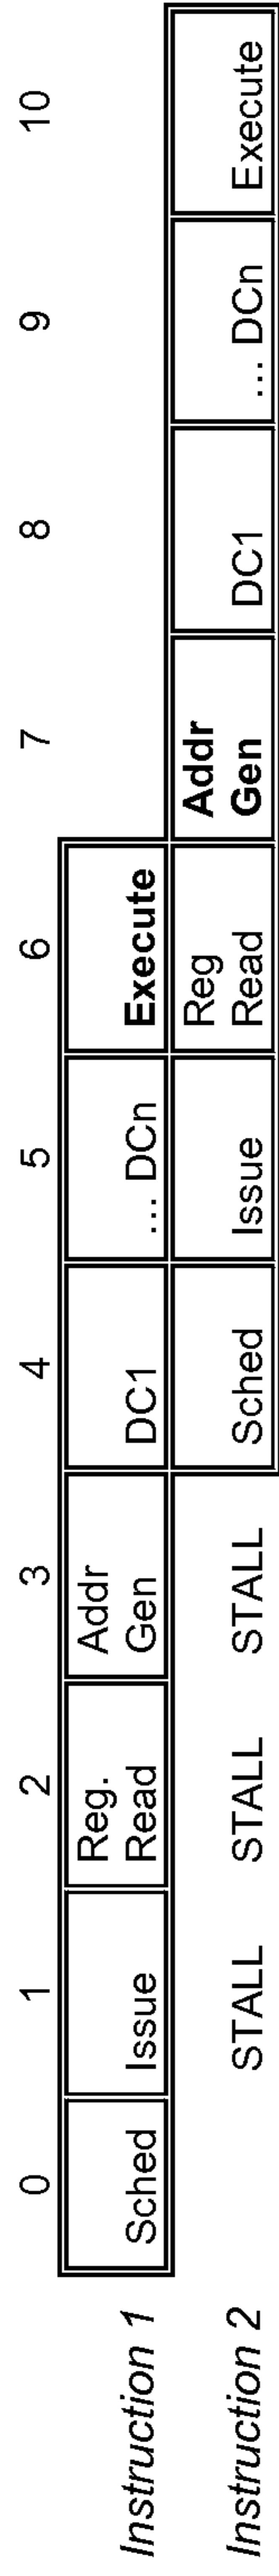 0 1 2 3 4 5 6 7 8 9 10
Instruction 1 Sched Issue Reg. Read Addr Gen DC1 ... DCn Execute
Instruction 2 STALL STALL STALL Sched Issue Reg Read Addr Gen DC1 ... DCn Execute